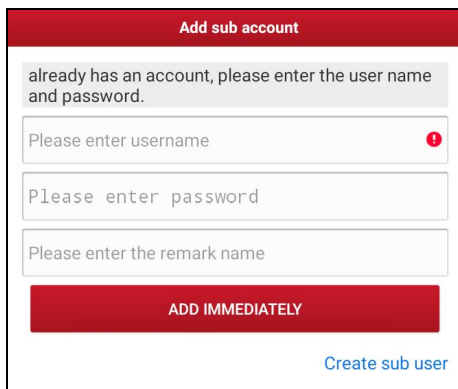 Add sub account
already has an account, please enter the user name
and password.
Please enter username
Please enter password
Please enter the remark name
ADD IMMEDIATELY
Create sub user